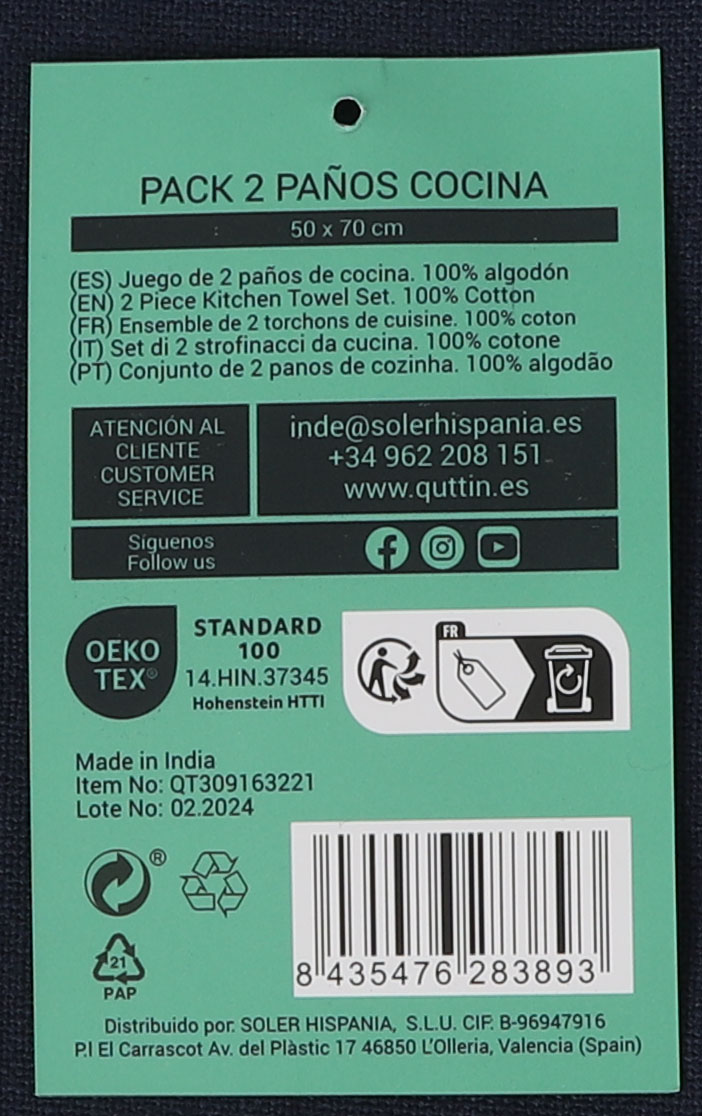 PACK 2 PAÑOS COCINA
50 x 70 cm
(ES) Juego de 2 paños de cocina. 100% algodón
(EN) 2 Piece Kitchen Towel Set. 100% Cotton
(FR) Ensemble de 2 torchons de cuisine. 100% coton
(IT) Set di 2 strofinacci da cucina. 100% cotone
(PT) Conjunto de 2 panos de cozinha. 100% algodão
ATENCIÓN AL
CLIENTE
CUSTOMER
SERVICE
inde@solerhispania.es
+34 962 208 151
www.quttin.es
Síguenos
Follow us
OEKO
TEX®
STANDARD
100
14.HIN.37345
Hohenstein HTTI
FR
Made in India
Item No: QT309163221
Lote No: 02.2024
®
21
PAP
8 435476 283893
Distribuido por: SOLER HISPANIA, S.L.U. CIF. B-96947916
P.I El Carrascot Av. del Plàstic 17 46850 L'Olleria, Valencia (Spain)